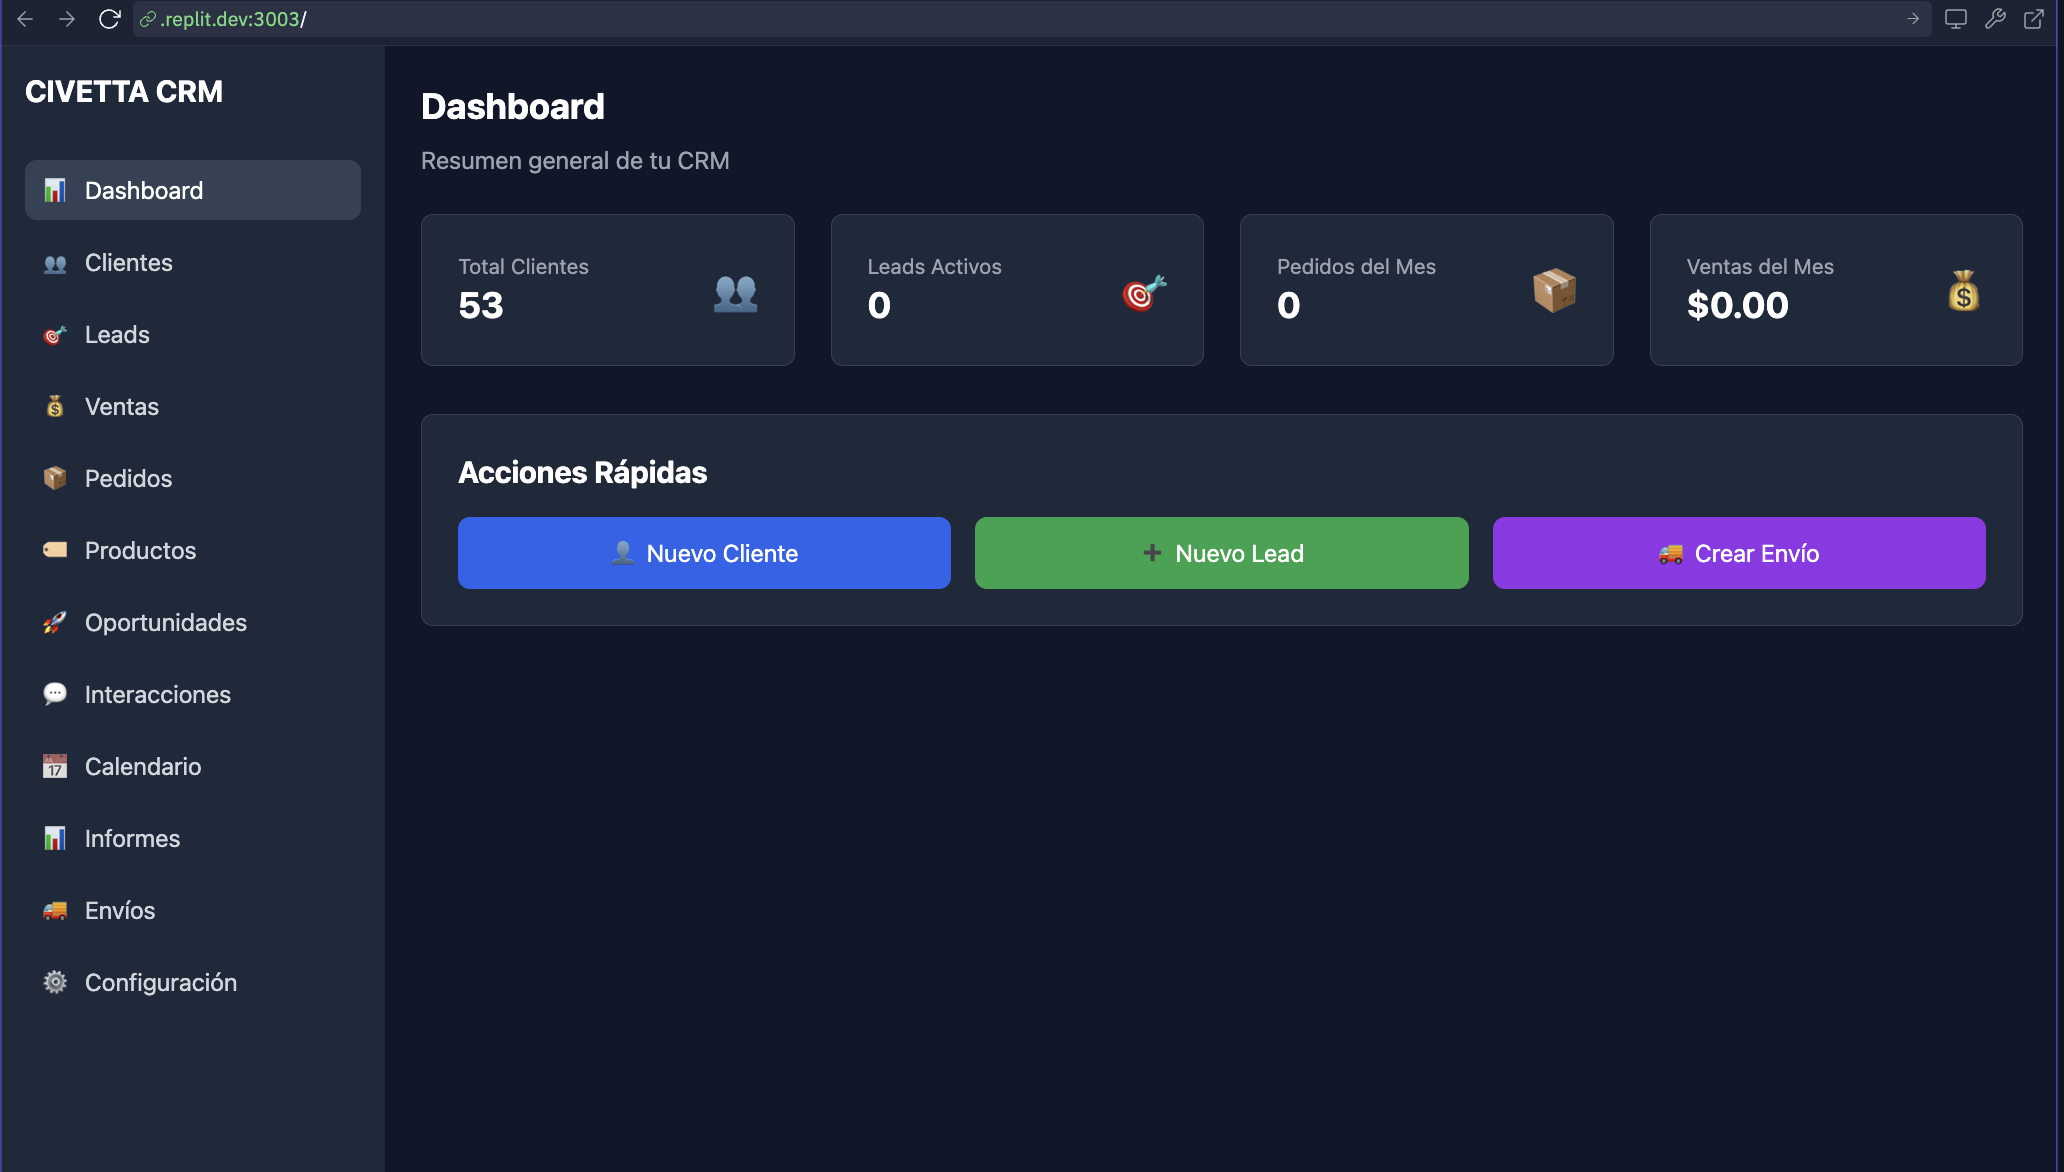 .replit.dev:3003/
CIVETTA CRM
Dashboard
Clientes
Leads
Ventas
Pedidos
Productos
Oportunidades
Interacciones
Calendario
Informes
Envíos
Configuración
Dashboard
Resumen general de tu CRM
Total Clientes
53
Leads Activos
0
Pedidos del Mes
0
Ventas del Mes
$0.00
Acciones Rápidas
Nuevo Cliente
Nuevo Lead
Crear Envío